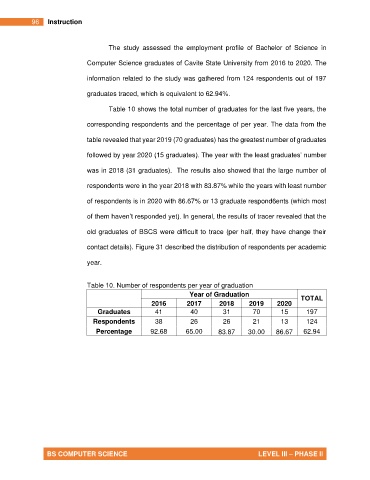 96 Instruction
The study assessed the employment profile of Bachelor of Science in
Computer Science graduates of Cavite State University from 2016 to 2020. The
information related to the study was gathered from 124 respondents out of 197
graduates traced, which is equivalent to 62.94%.
Table 10 shows the total number of graduates for the last five years, the
corresponding respondents and the percentage of per year. The data from the
table revealed that year 2019 (70 graduates) has the greatest number of graduates
followed by year 2020 (15 graduates). The year with the least graduates' number
was in 2018 (31 graduates). The results also showed that the large number of
respondents were in the year 2018 with 83.87% while the years with least number
of respondents is in 2020 with 86.67% or 13 graduate respond6ents (which most
of them haven't responded yet). In general, the results of tracer revealed that the
old graduates of BSCS were difficult to trace (per half, they have change their
contact details). Figure 31 described the distribution of respondents per academic
year.
Table 10. Number of respondents per year of graduation
Year of Graduation TOTAL
2016 2017 2018 2019 2020
Graduates 41 40 31 70 15 197
Respondents 38 26 26 21 13 124
Percentage 92.68 65.00 83.87 30.00 86.67 62.94
BS COMPUTER SCIENCE LEVEL III – PHASE II